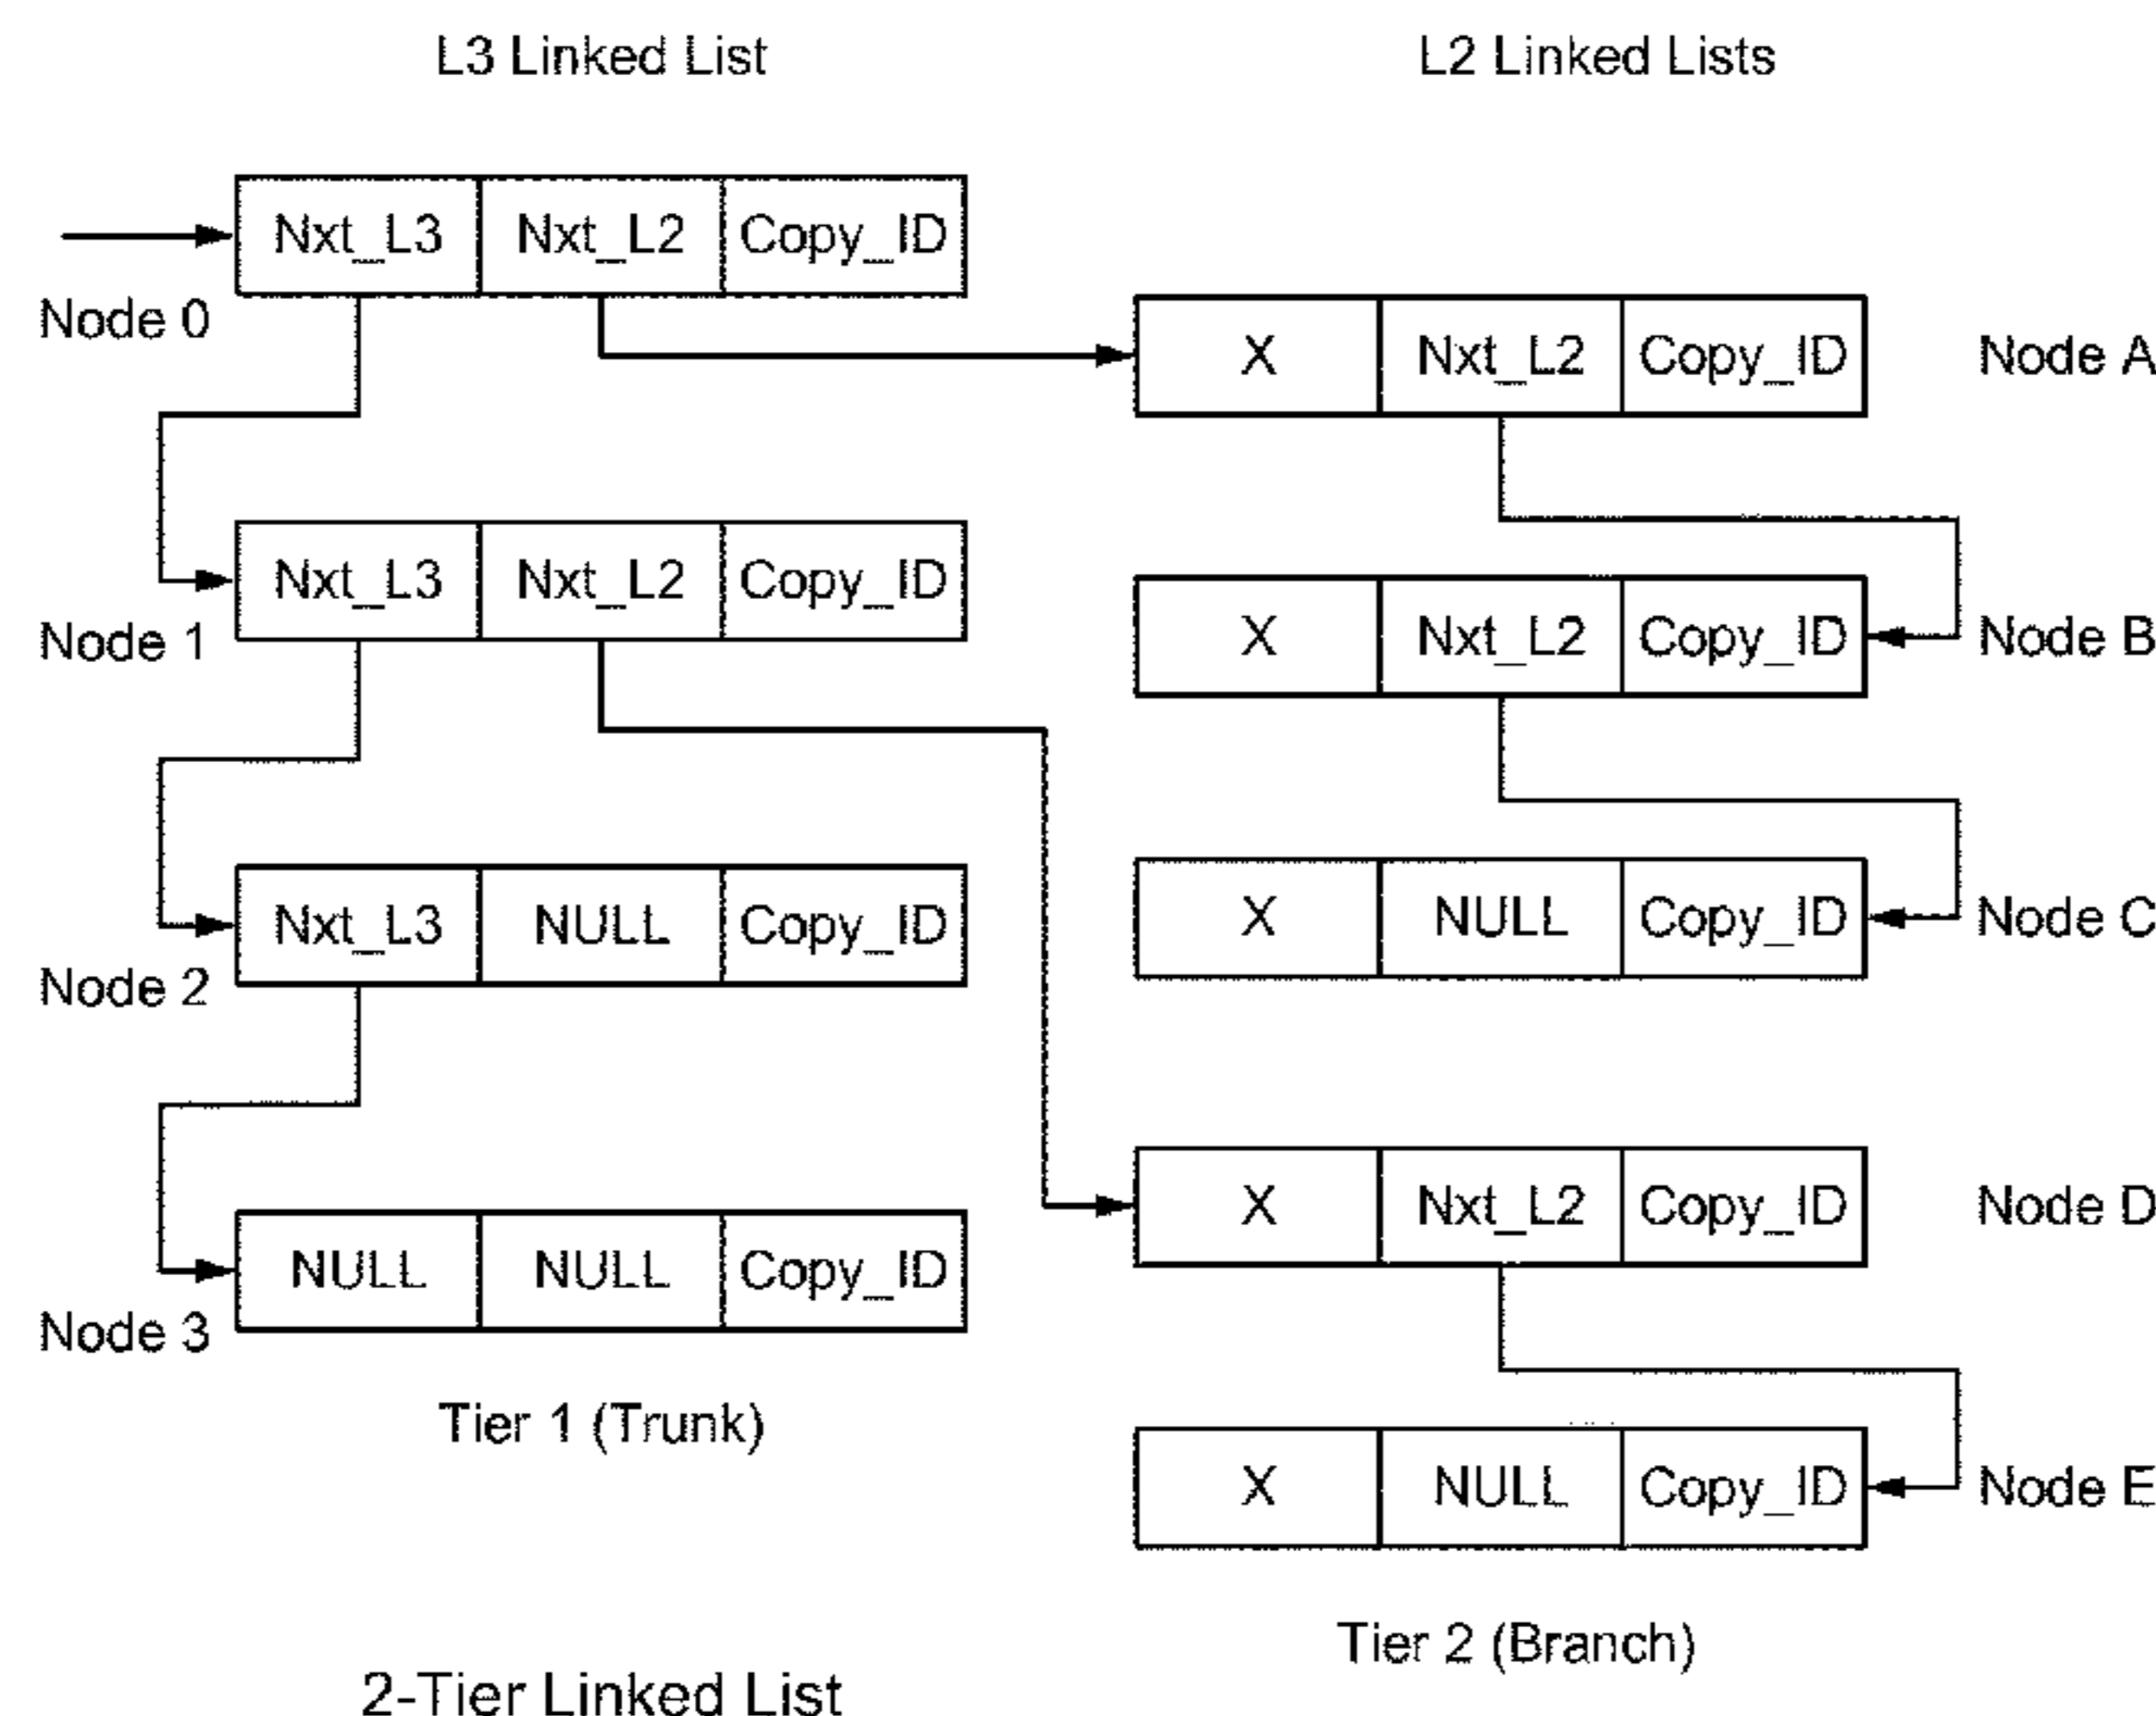 L3 Linked List
L2 Linked Lists
Nxt_L3 Nxt_L2 Copy_ID
Node 0
X Nxt_L2 Copy_ID Node A
Nxt_L3 Nxt_L2 Copy_ID
Node 1
X Nxt_L2 Copy_ID Node B
Nxt_L3 NULL Copy_ID
Node 2
X NULL Copy_ID Node C
X Nxt_L2 Copy_ID Node D
NULL NULL Copy_ID
Node 3
Tier 1 (Trunk)
X NULL Copy_ID Node E
Tier 2 (Branch)
2-Tier Linked List